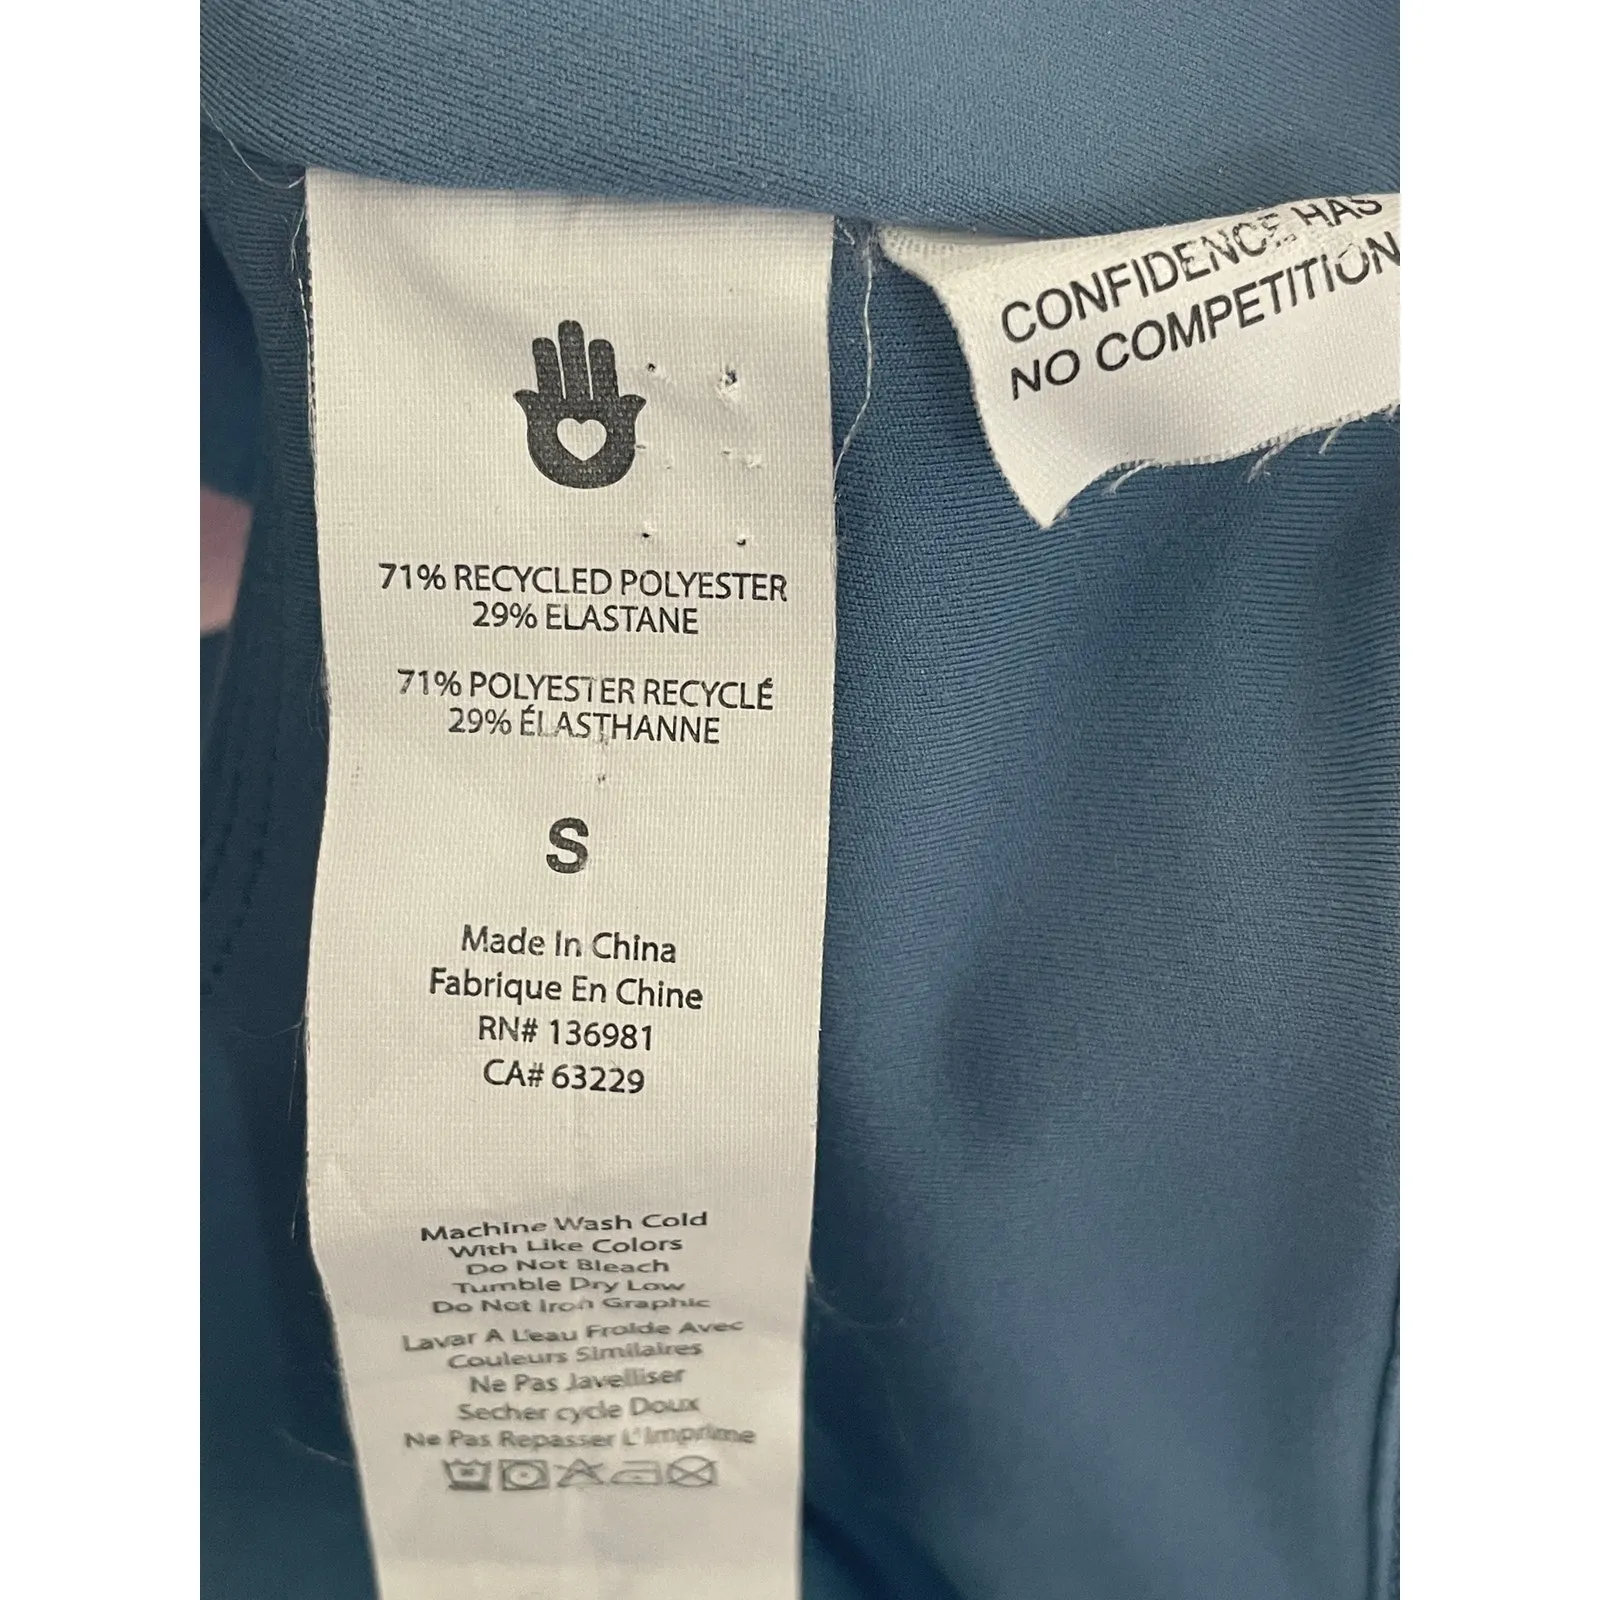 CONFIDENCE HAS
NO COMPETITION
71% RECYCLED POLYESTER
29% ELASTANE
71% POLYESTER RECYCLÉ
29% ÉLASTHANNE
S
Made In China
Fabrique En Chine
RN# 136981
CA# 63229
Machine Wash Cold
With Like Colors
Do Not Bleach
Tumble Dry Low
Do Not Iron Graphic
Lavar A L'eau Froide Avec
Couleurs Similaires
Ne Pas Javelliser
Secher cycle Doux
Ne Pas Repasser L'Imprime